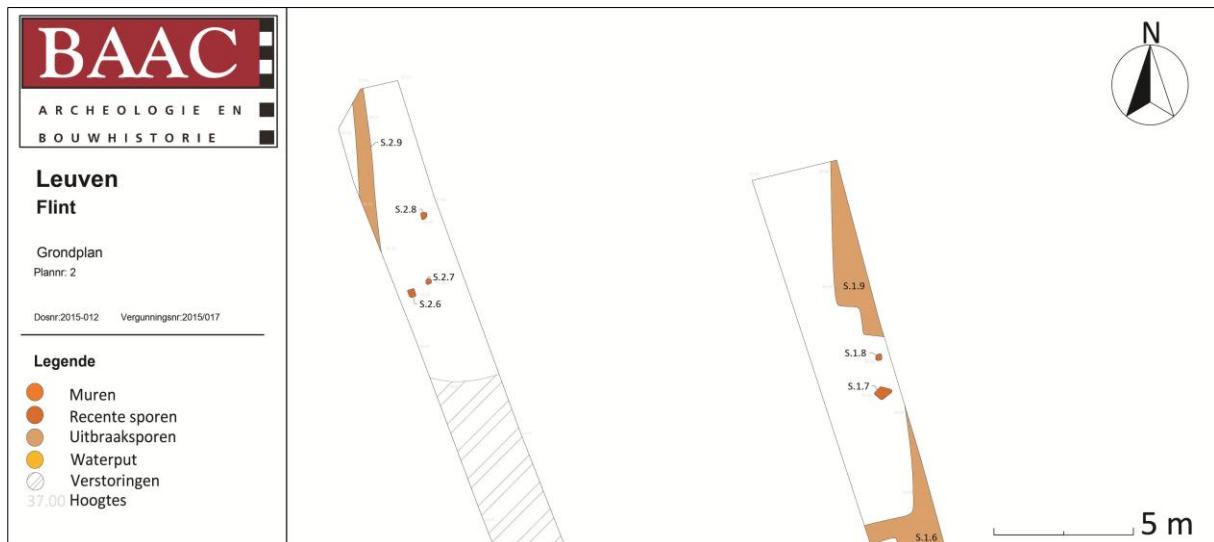 BAAC
ARCHEOLOGIE EN
BOUWHISTORIE
Leuven
Flint
Grondplan
Plannr: 2
Dosnr:2015-012 Vergunningsnr:2015/017
Legende
Muren
Recente sporen
Uitbraaksporen
Waterput
Verstoringen
37.00 Hoogtes
N
S.2.9
S.2.8
S.2.7
S.2.6
S.1.9
S.1.8
S.1.7
S.1.6
5 m